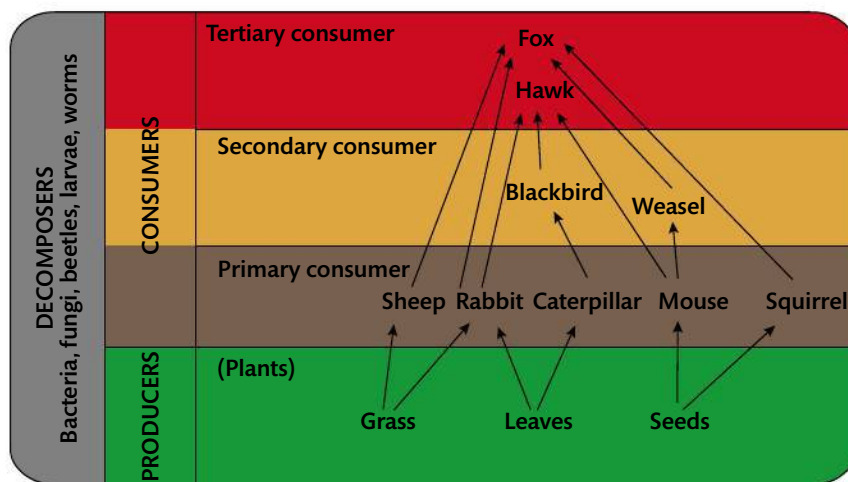 DECOMPOSERS
Bacteria, fungi, beetles, larvae, worms
CONSUMERS
PRODUCERS
Tertiary consumer
Fox
Hawk
Secondary consumer
Blackbird
Weasel
Primary consumer
Sheep Rabbit Caterpillar Mouse Squirrel
(Plants)
Grass Leaves Seeds